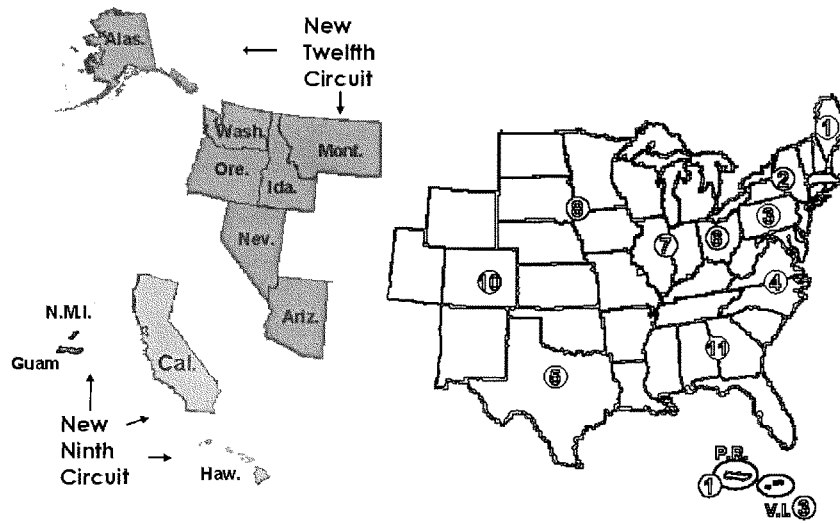 Alas.
New
Twelfth
Circuit
Wash.
Mont.
Ore.
Ida.
Nev.
Ariz.
N.M.I.
Guam
Cal.
New
Ninth
Circuit
Haw.
1
2
3
8
7
6
4
10
11
5
P.R.
1
V.I. 3